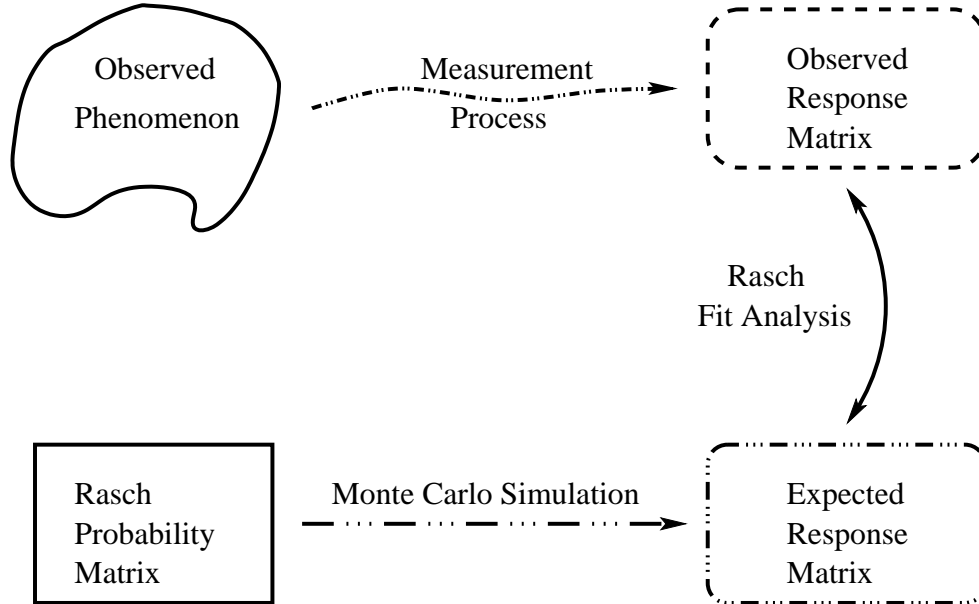 Observed
Phenomenon
Measurement
Process
Observed
Response
Matrix
Rasch
Fit Analysis
Rasch
Probability
Matrix
Monte Carlo Simulation
Expected
Response
Matrix